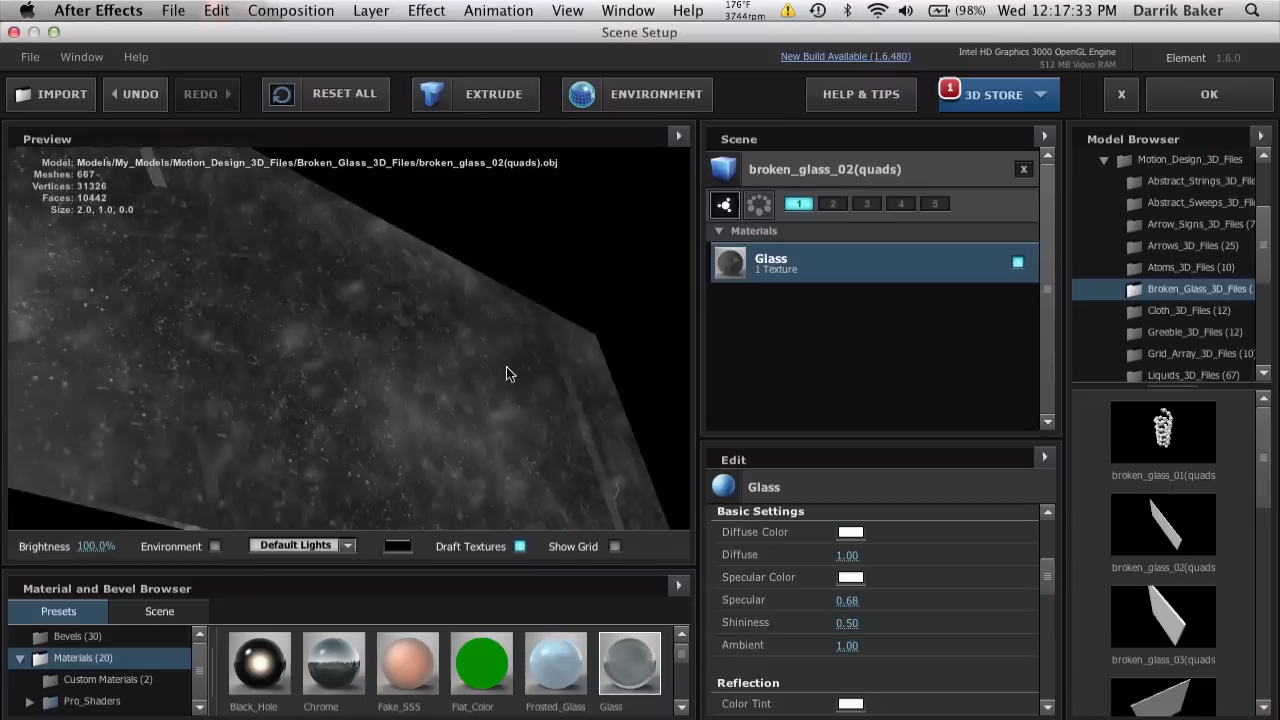 After Effects File Edit Composition Layer Effect Animation View Window Help 176°F 3744rpm (98%) Wed 12:17:33 PM Darrik Baker
Scene Setup
File Window Help New Build Available (1.6.480) Intel HD Graphics 3000 OpenGL Engine 512 MB Video RAM Element 1.6.0
IMPORT UNDO REDO RESET ALL EXTRUDE ENVIRONMENT HELP & TIPS 1 3D STORE X OK
Preview
Model: Models/My_Models/Motion_Design_3D_Files/Broken_Glass_3D_Files/broken_glass_02(quads).obj
Meshes: 667
Vertices: 31326
Faces: 10442
Size: 2.0, 1.0, 0.0
Brightness 100.0% Environment Default Lights Draft Textures Show Grid
Material and Bevel Browser
Presets Scene
Bevels (30)
Materials (20)
Custom Materials (2)
Pro_Shaders
Black_Hole Chrome Fake_SSS Flat_Color Frosted_Glass Glass
Scene
broken_glass_02(quads) X
1 2 3 4 5
Materials
Glass
1 Texture
Edit
Glass
Basic Settings
Diffuse Color
Diffuse 1.00
Specular Color
Specular 0.68
Shininess 0.50
Ambient 1.00
Reflection
Color Tint
Model Browser
Motion_Design_3D_Files
Abstract_Strings_3D_File
Abstract_Sweeps_3D_File
Arrow_Signs_3D_Files (7
Arrows_3D_Files (25)
Atoms_3D_Files (10)
Broken_Glass_3D_Files (
Cloth_3D_Files (12)
Greeble_3D_Files (12)
Grid_Array_3D_Files (10)
Liquids_3D_Files (67)
broken_glass_01(quads
broken_glass_02(quads
broken_glass_03(quads